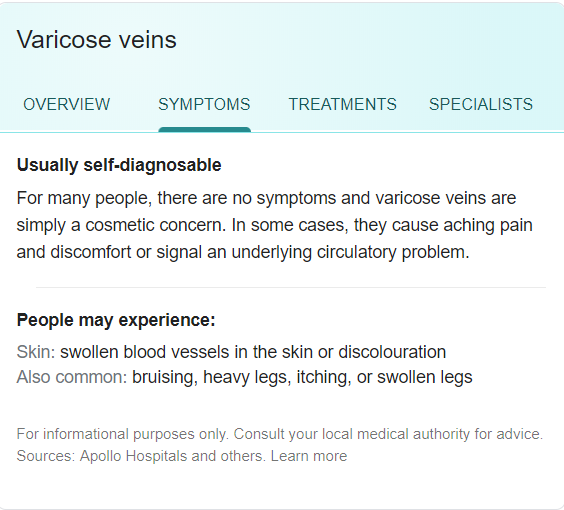 Varicose veins
OVERVIEW SYMPTOMS TREATMENTS SPECIALISTS
Usually self-diagnosable
For many people, there are no symptoms and varicose veins are
simply a cosmetic concern. In some cases, they cause aching pain
and discomfort or signal an underlying circulatory problem.
People may experience:
Skin: swollen blood vessels in the skin or discolouration
Also common: bruising, heavy legs, itching, or swollen legs
For informational purposes only. Consult your local medical authority for advice.
Sources: Apollo Hospitals and others. Learn more